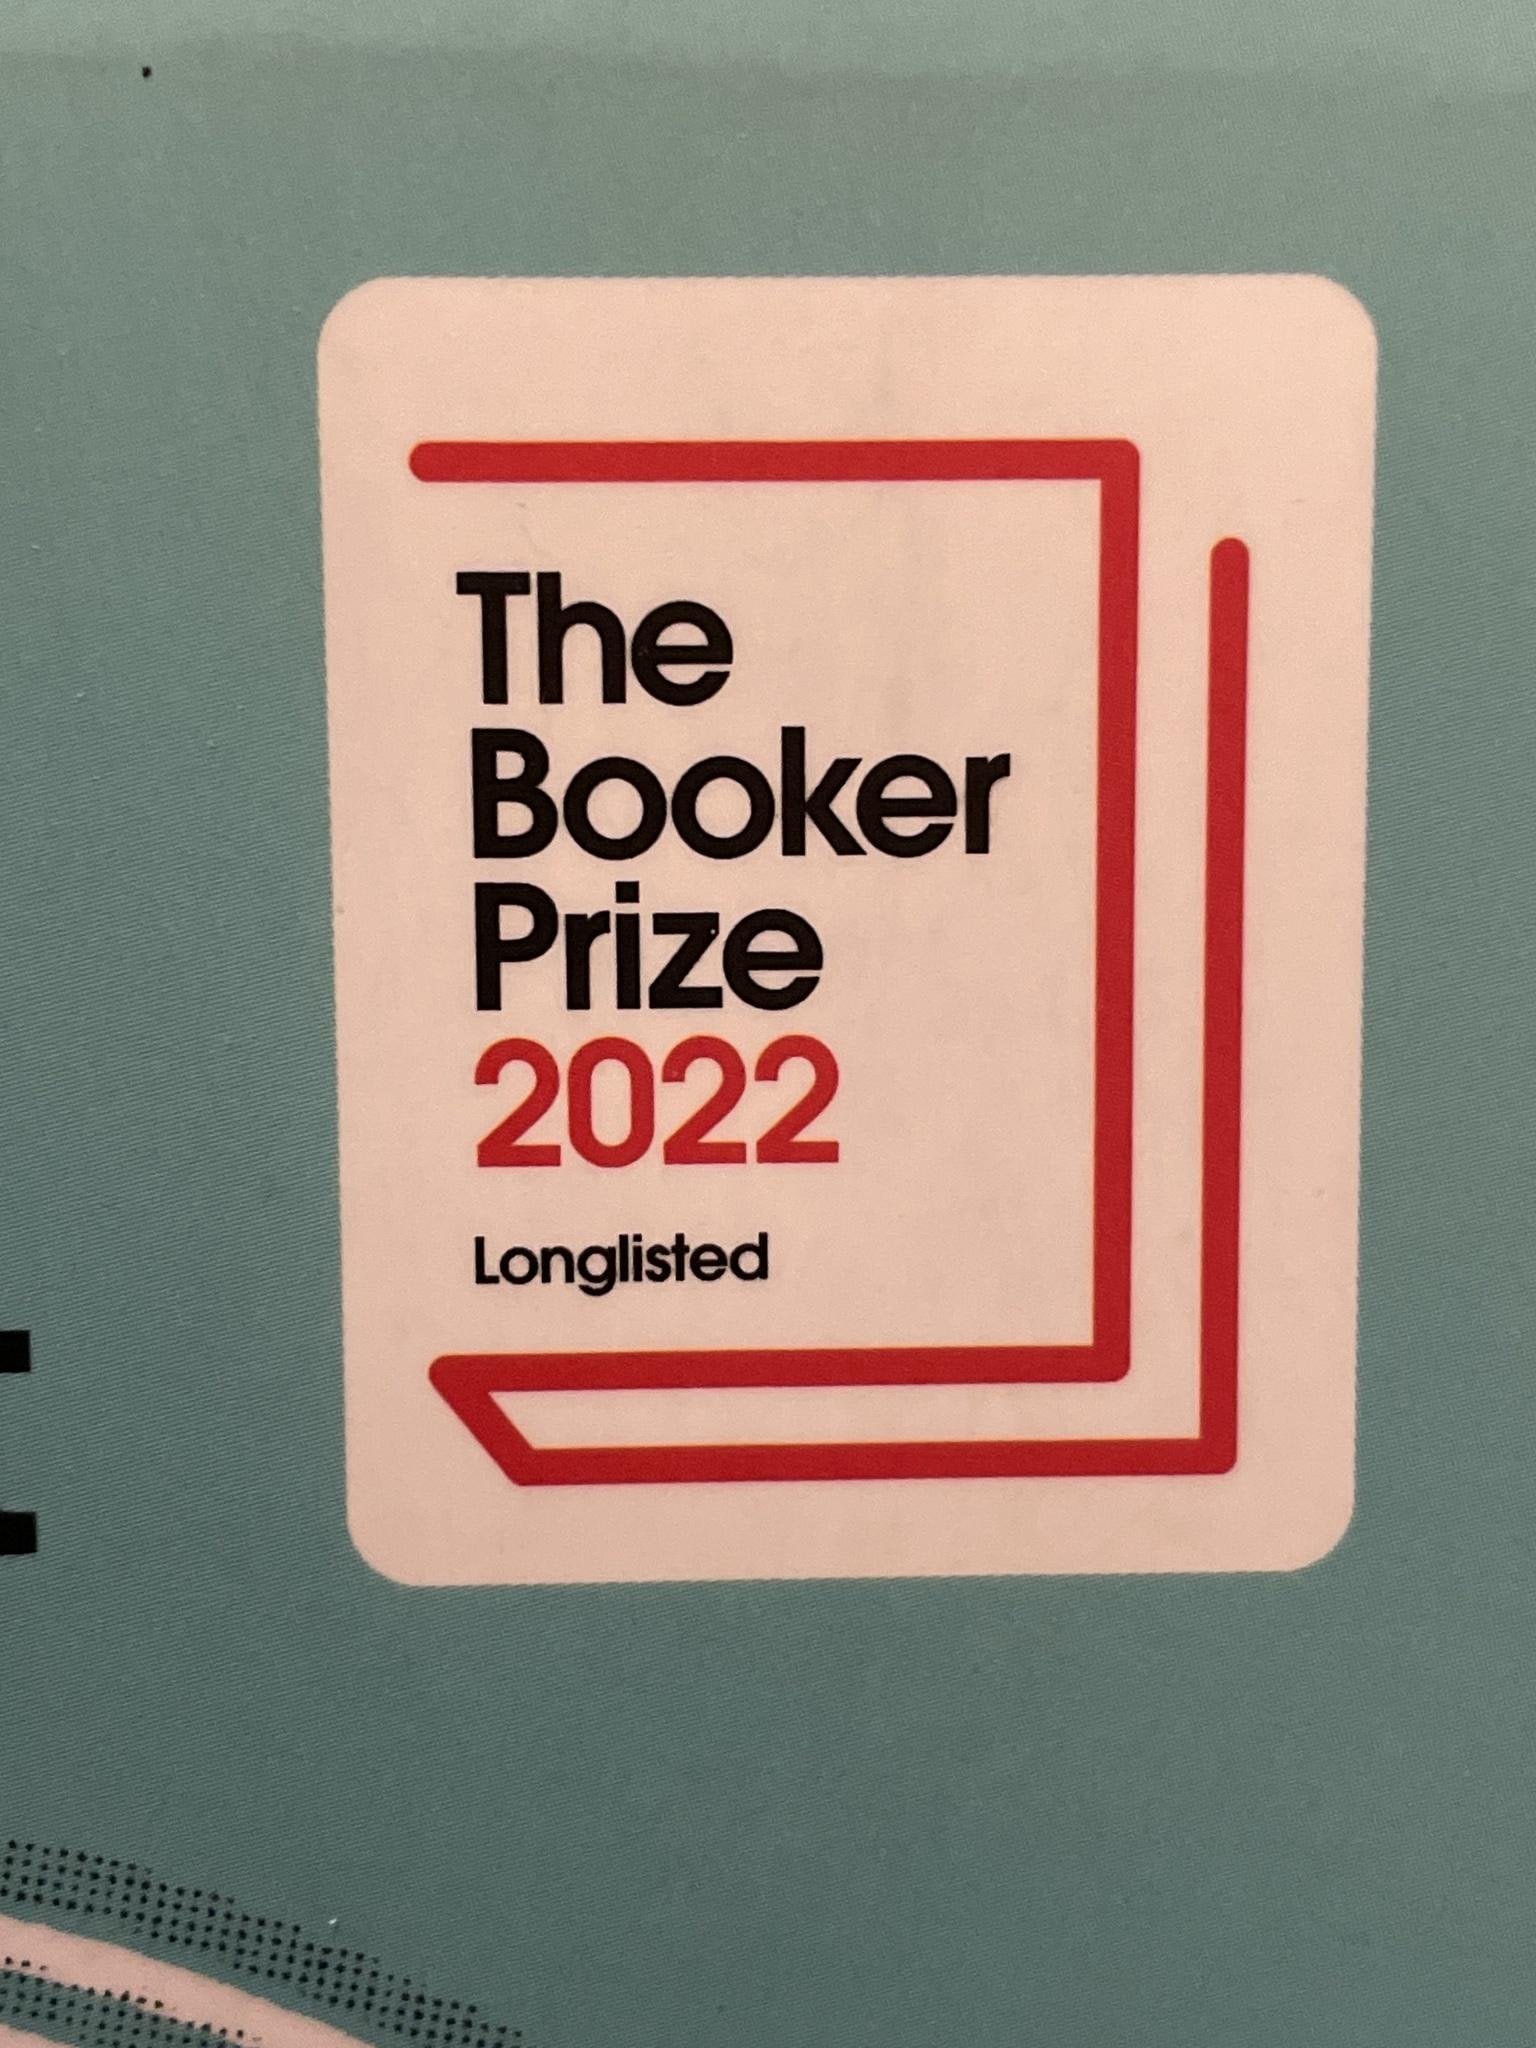 The
Booker
Prize
2022
Longlisted